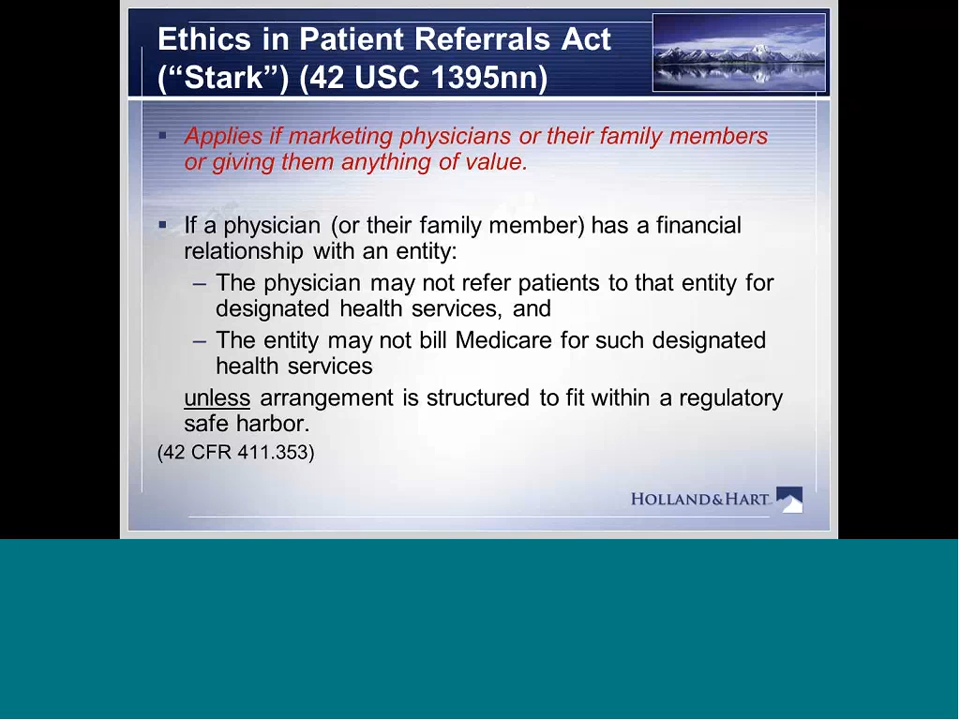 Ethics in Patient Referrals Act
(“Stark”) (42 USC 1395nn)
▪ Applies if marketing physicians or their family members
or giving them anything of value.
▪ If a physician (or their family member) has a financial
relationship with an entity:
– The physician may not refer patients to that entity for
designated health services, and
– The entity may not bill Medicare for such designated
health services
unless arrangement is structured to fit within a regulatory
safe harbor.
(42 CFR 411.353)
HOLLAND&HART